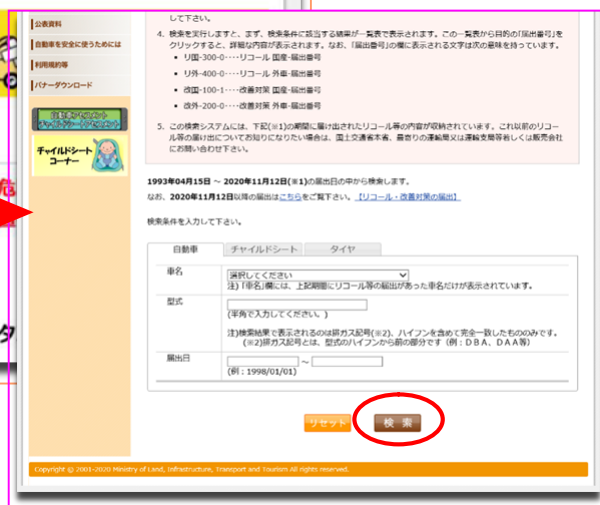 公表資料
自動車を安全に使うためには
利用規約等
バナーダウンロード
自動車アセスメント
チャイルドシートアセスメント
チャイルドシート
コーナー
して下さい。
4. 検索を実行しますと、まず、検索条件に該当する結果が一覧表で表示されます。この一覧表から目的の「届出番号」を
クリックすると、詳細な内容が表示されます。なお、「届出番号」の欄に表示される文字は次の意味を持っています。
• リ国-300-0‥‥リコール 国産-届出番号
• リ外-400-0‥‥リコール 外車-届出番号
• 改国-100-1‥‥改善対策 国産-届出番号
• 改外-200-0‥‥改善対策 外車-届出番号
5. この検索システムには、下記(※1)の期間に届け出されたリコール等の内容が収納されています。これ以前のリコー
ル等の届け出についてお知りになりたい場合は、国土交通省本省、最寄りの運輸局又は運輸支局等若しくは販売会社
にお問い合わせ下さい。
1993年04月15日 ～ 2020年11月12日(※1)の届出日の中から検索します。
なお、2020年11月12日以降の届出はこちらをご覧下さい。【リコール・改善対策の届出】
検索条件を入力して下さい。
自動車 チャイルドシート タイヤ
車名 選択してください
注)「車名」欄には、上記期間にリコール等の届出があった車名だけが表示されています。
型式
(半角で入力してください。)
注)検索結果で表示されるのは排ガス記号(※2)、ハイフンを含めて完全一致したもののみです。
(※2)排ガス記号とは、型式のハイフンから前の部分です（例：ＤＢＡ、ＤＡＡ等）
届出日 ～
(例：1998/01/01)
リセット 検 索
Copyright © 2001-2020 Ministry of Land, Infrastructure, Transport and Tourism All rights reserved.
危
タ